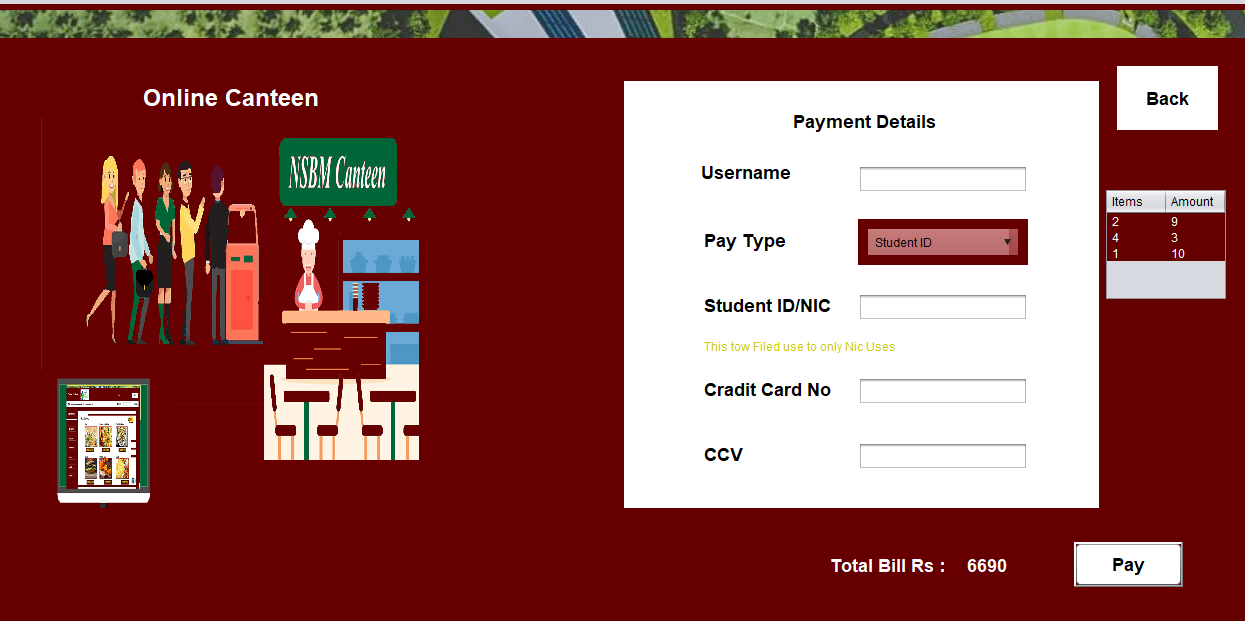 Online Canteen
NSBM Canteen
Payment Details
Username
Pay Type
Student ID
Student ID/NIC
This tow Filed use to only Nic Uses
Cradit Card No
CCV
Back
Items Amount
2 9
4 3
1 10
Total Bill Rs : 6690
Pay